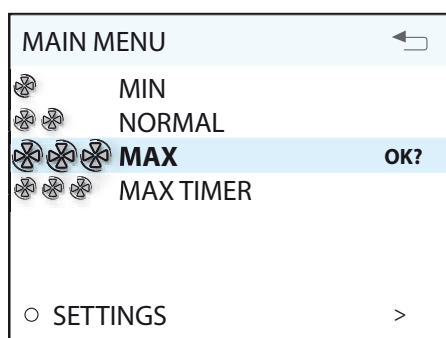 MAIN MENU
MIN
NORMAL
MAX OK?
MAX TIMER
SETTINGS >